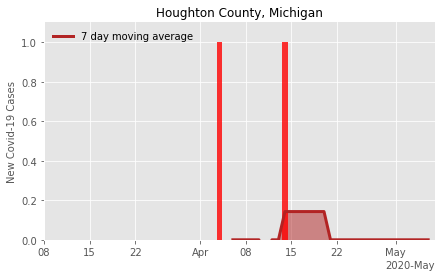 Houghton County, Michigan
7 day moving average
New Covid-19 Cases
1.0
0.8
0.6
0.4
0.2
0.0
08 15 22 Apr 08 15 22 May
2020-May